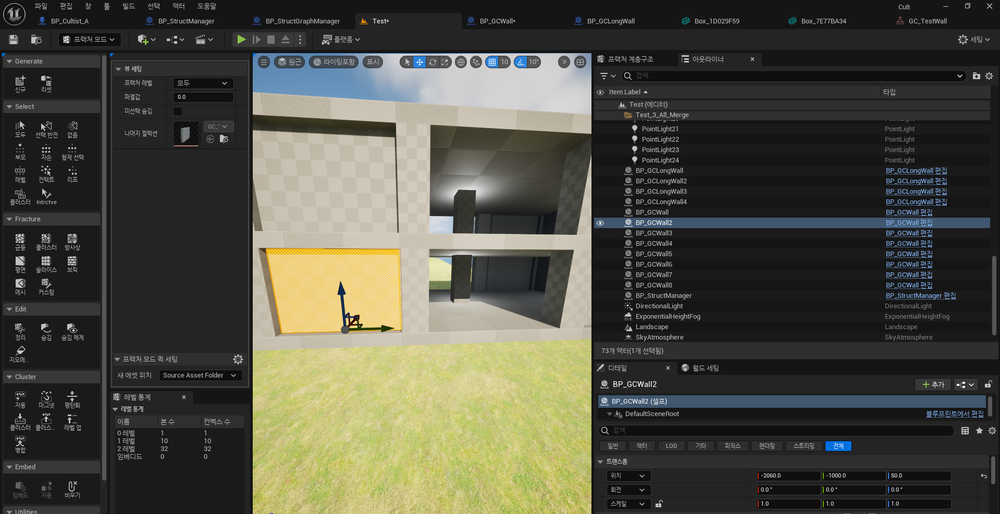 파일 편집 창 툴 빌드 선택 액터 도움말 Cult
BP_Cultist_A BP_StructManager BP_StructGraphManager Test* BP_GCWall* BP_GCLongWall Box_1D029F59 Box_7E77BA34 GC_TestWall
프랙처 모드 플랫폼 세팅
Generate
신규 리셋
Select
모두 선택 반전 없음
부모 자손 형제 선택
레벨 컨택트 리프
클러스터 Intrctve
Fracture
균등 클러스터 방사상
평면 슬라이스 브릭
메시 커스텀
Edit
정리 숨김 숨김 해제
지오메...
Cluster
자동 마그넷 평탄화
클러스터 클러스... 레벨 업
병합
Embed
임베드 자동 비우기
Utilities
뷰 세팅
프랙처 레벨 모두
파열값 0.0
미선택 숨김
나머지 컬렉션 GC_T
프랙처 모드 퀵 세팅
새 에셋 위치 Source Asset Folder
레벨 통계
레벨 통계
이름 본 수 컨벡스 수
0 레벨 1 1
1 레벨 10 10
2 레벨 32 32
임베디드 0 0
원근 라이팅포함 표시 10 10°
프랙처 계층구조 아웃라이너
검색...
Item Label 타입
Test (에디터)
Test_3_All_Merge
PointLight21 PointLight
PointLight22 PointLight
PointLight23 PointLight
PointLight24 PointLight
BP_GCLongWall BP_GCLongWall 편집
BP_GCLongWall2 BP_GCLongWall 편집
BP_GCLongWall3 BP_GCLongWall 편집
BP_GCLongWall4 BP_GCLongWall 편집
BP_GCWall BP_GCWall 편집
BP_GCWall2 BP_GCWall 편집
BP_GCWall3 BP_GCWall 편집
BP_GCWall4 BP_GCWall 편집
BP_GCWall5 BP_GCWall 편집
BP_GCWall6 BP_GCWall 편집
BP_GCWall7 BP_GCWall 편집
BP_GCWall8 BP_GCWall 편집
BP_StructManager BP_StructManager 편집
DirectionalLight DirectionalLight
ExponentialHeightFog ExponentialHeightFog
Landscape Landscape
SkyAtmosphere SkyAtmosphere
73개 액터(1개 선택됨)
디테일 월드 세팅
BP_GCWall2 추가
BP_GCWall2 (셀프)
DefaultSceneRoot 블루프린트에서 편집
검색
일반 액터 LOD 기타 피직스 렌더링 스트리밍 전체
트랜스폼
위치 -2060.0 -1000.0 50.0
회전 0.0 ° 0.0 ° 0.0 °
스케일 1.0 1.0 1.0